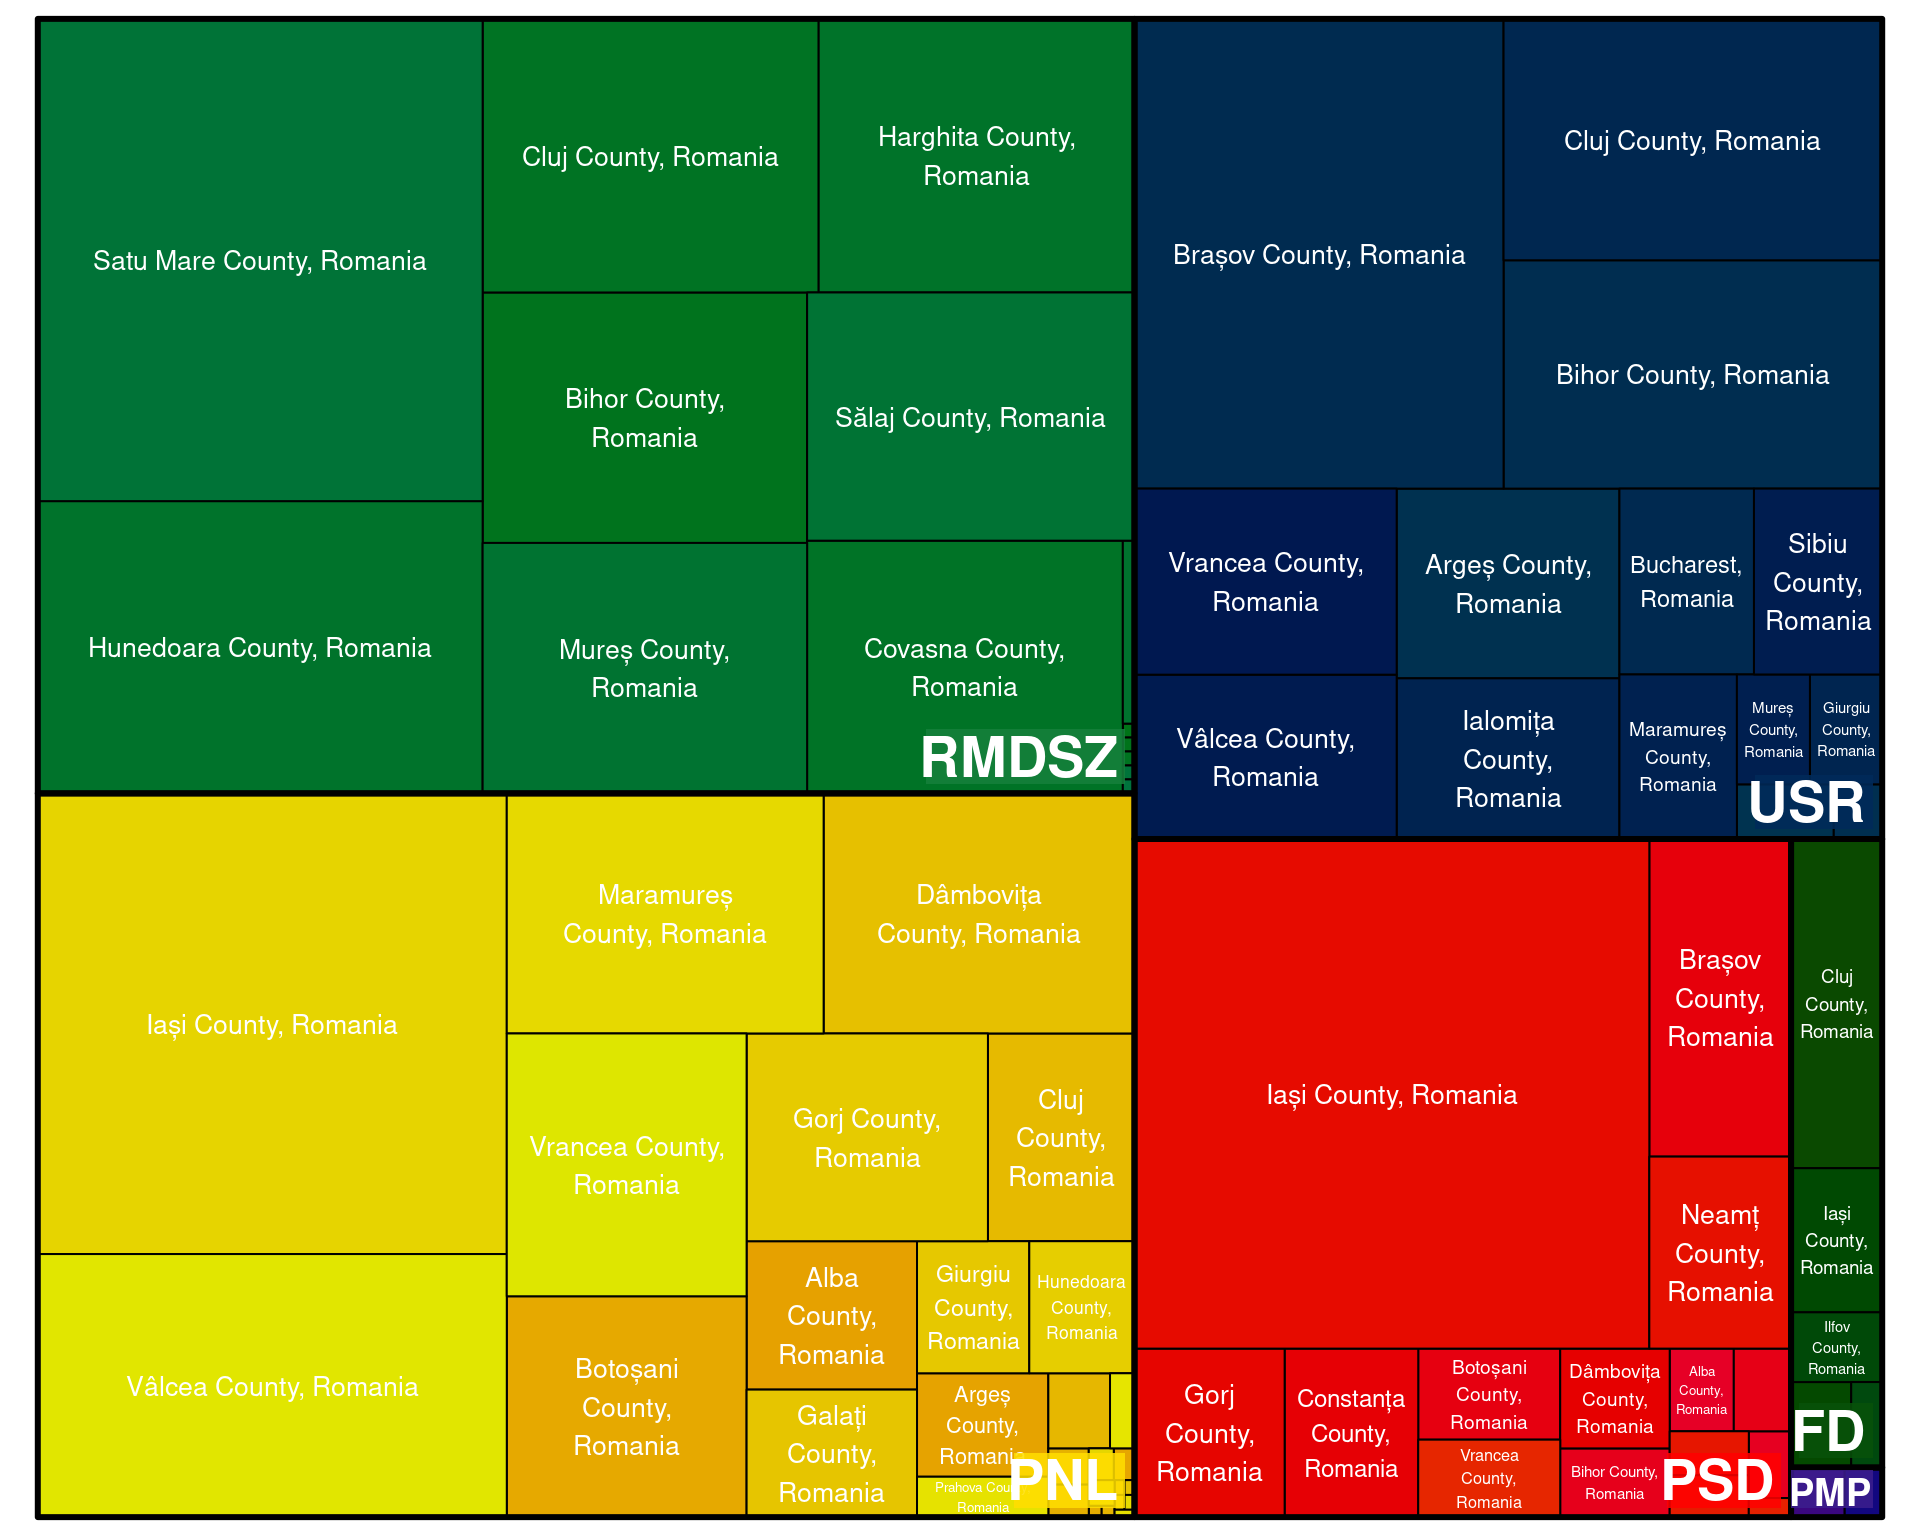 Satu Mare County, Romania
Cluj County, Romania
Harghita County,
Romania
Bihor County,
Romania
Sălaj County, Romania
Hunedoara County, Romania
Mureș County,
Romania
Covasna County,
Romania
RMDSZ
Brașov County, Romania
Cluj County, Romania
Bihor County, Romania
Vrancea County,
Romania
Argeș County,
Romania
Bucharest,
Romania
Sibiu
County,
Romania
Vâlcea County,
Romania
Ialomița
County,
Romania
Maramureș
County,
Romania
Mureș
County,
Romania
Giurgiu
County,
Romania
USR
Iași County, Romania
Maramureș
County, Romania
Dâmbovița
County, Romania
Vrancea County,
Romania
Gorj County,
Romania
Cluj
County,
Romania
Vâlcea County, Romania
Botoșani
County,
Romania
Alba
County,
Romania
Giurgiu
County,
Romania
Hunedoara
County,
Romania
Galați
County,
Romania
Argeș
County,
Romania
Prahova County,
Romania
PNL
Iași County, Romania
Brașov
County,
Romania
Neamț
County,
Romania
Gorj
County,
Romania
Constanța
County,
Romania
Botoșani
County,
Romania
Vrancea
County,
Romania
Dâmbovița
County,
Romania
Bihor County,
Romania
Alba
County,
Romania
PSD
Cluj
County,
Romania
Iași
County,
Romania
Ilfov
County,
Romania
FD
PMP